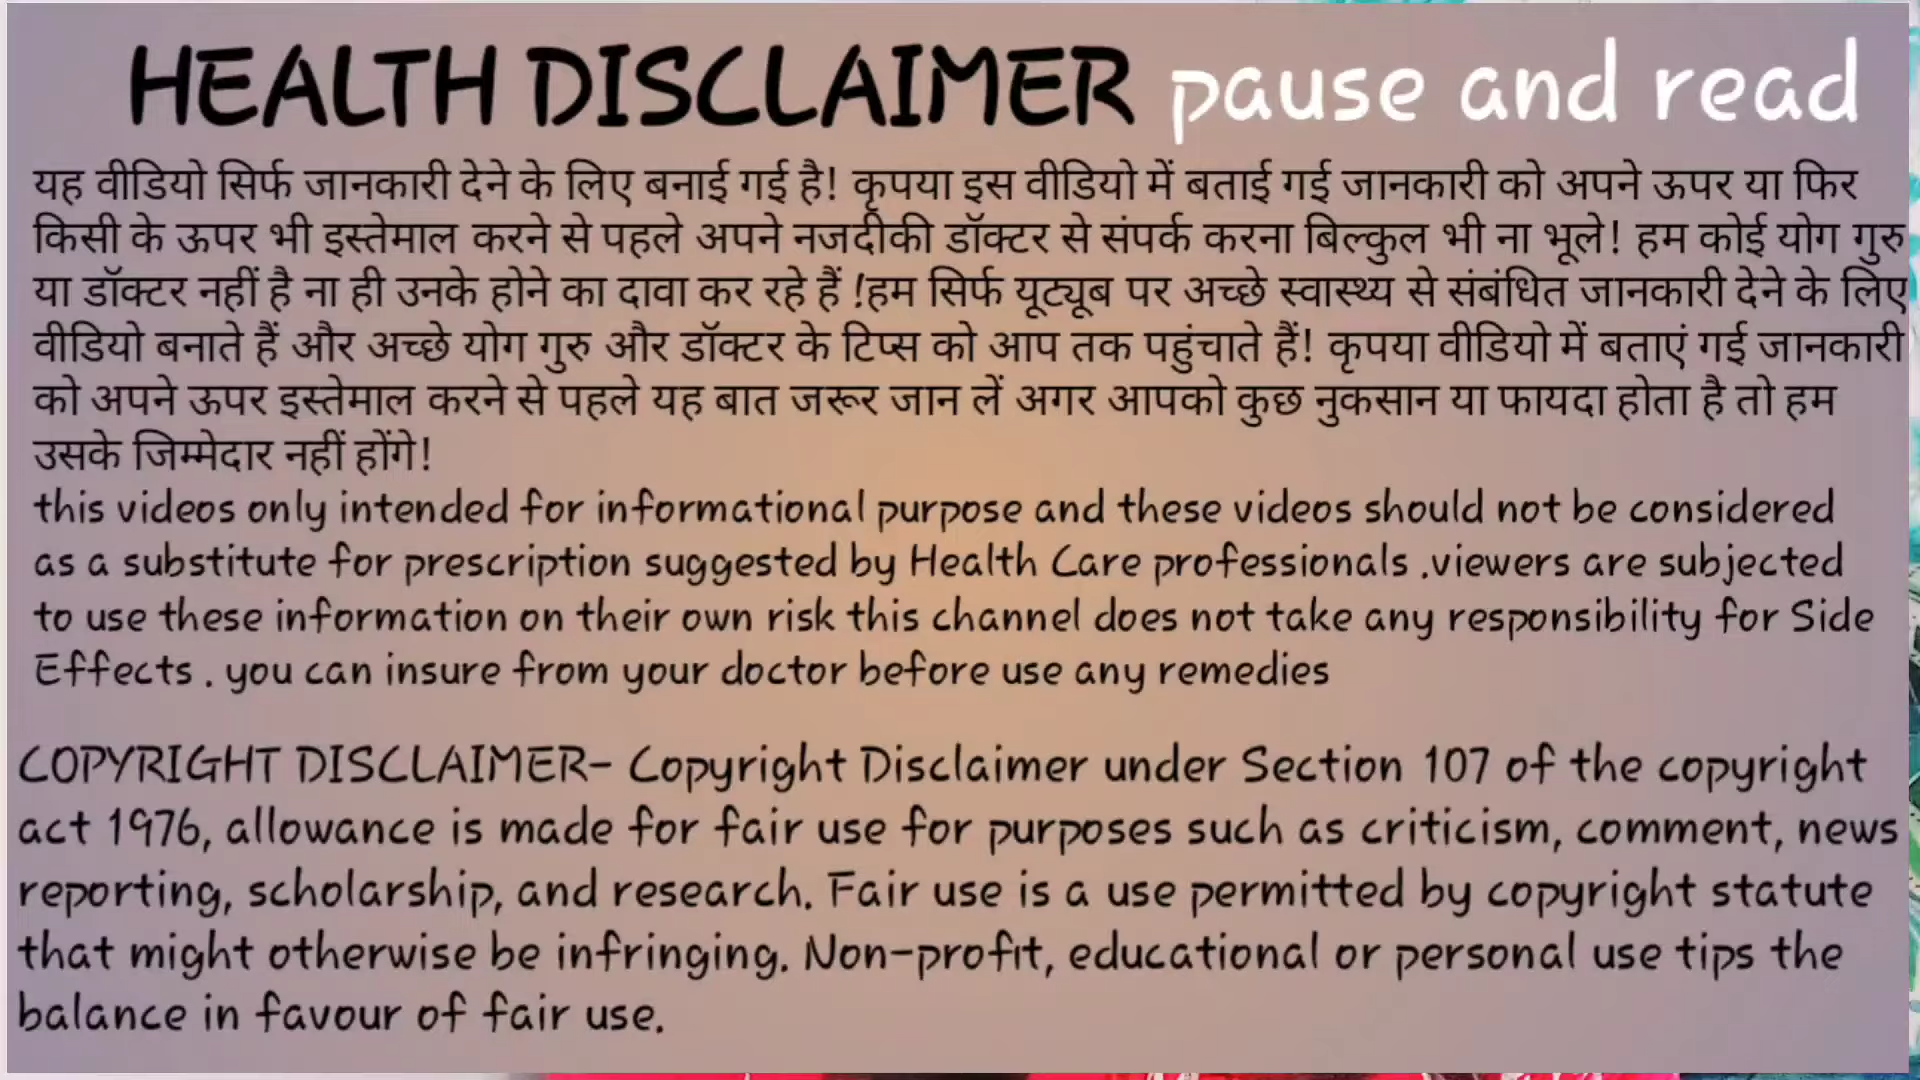 HEALTH DISCLAIMER pause and read
यह वीडियो सिर्फ जानकारी देने के लिए बनाई गई है! कृपया इस वीडियो में बताई गई जानकारी को अपने ऊपर या फिर
किसी के ऊपर भी इस्तेमाल करने से पहले अपने नजदीकी डॉक्टर से संपर्क करना बिल्कुल भी ना भूले! हम कोई योग गुरु
या डॉक्टर नहीं है ना ही उनके होने का दावा कर रहे हैं !हम सिर्फ यूट्यूब पर अच्छे स्वास्थ्य से संबंधित जानकारी देने के लिए
वीडियो बनाते हैं और अच्छे योग गुरु और डॉक्टर के टिप्स को आप तक पहुंचाते हैं! कृपया वीडियो में बताएं गई जानकारी
को अपने ऊपर इस्तेमाल करने से पहले यह बात जरूर जान लें अगर आपको कुछ नुकसान या फायदा होता है तो हम
उसके जिम्मेदार नहीं होंगे!
this videos only intended for informational purpose and these videos should not be considered
as a substitute for prescription suggested by Health Care professionals .viewers are subjected
to use these information on their own risk this channel does not take any responsibility for Side
Effects . you can insure from your doctor before use any remedies
COPYRIGHT DISCLAIMER- Copyright Disclaimer under Section 107 of the copyright
act 1976, allowance is made for fair use for purposes such as criticism, comment, news
reporting, scholarship, and research. Fair use is a use permitted by copyright statute
that might otherwise be infringing. Non-profit, educational or personal use tips the
balance in favour of fair use.